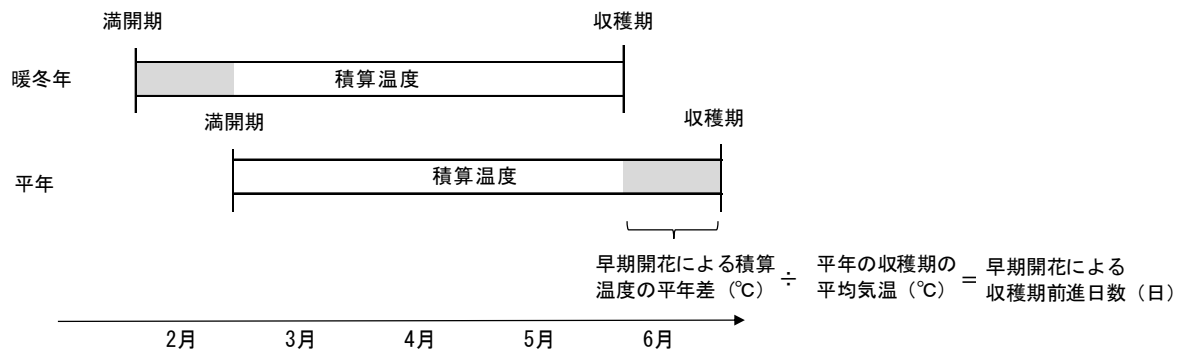 満開期
収穫期
暖冬年
積算温度
満開期
収穫期
平年
積算温度
早期開花による積算
温度の平年差（℃）
÷
平年の収穫期の
平均気温（℃）
＝
早期開花による
収穫期前進日数（日）
2月
3月
4月
5月
6月